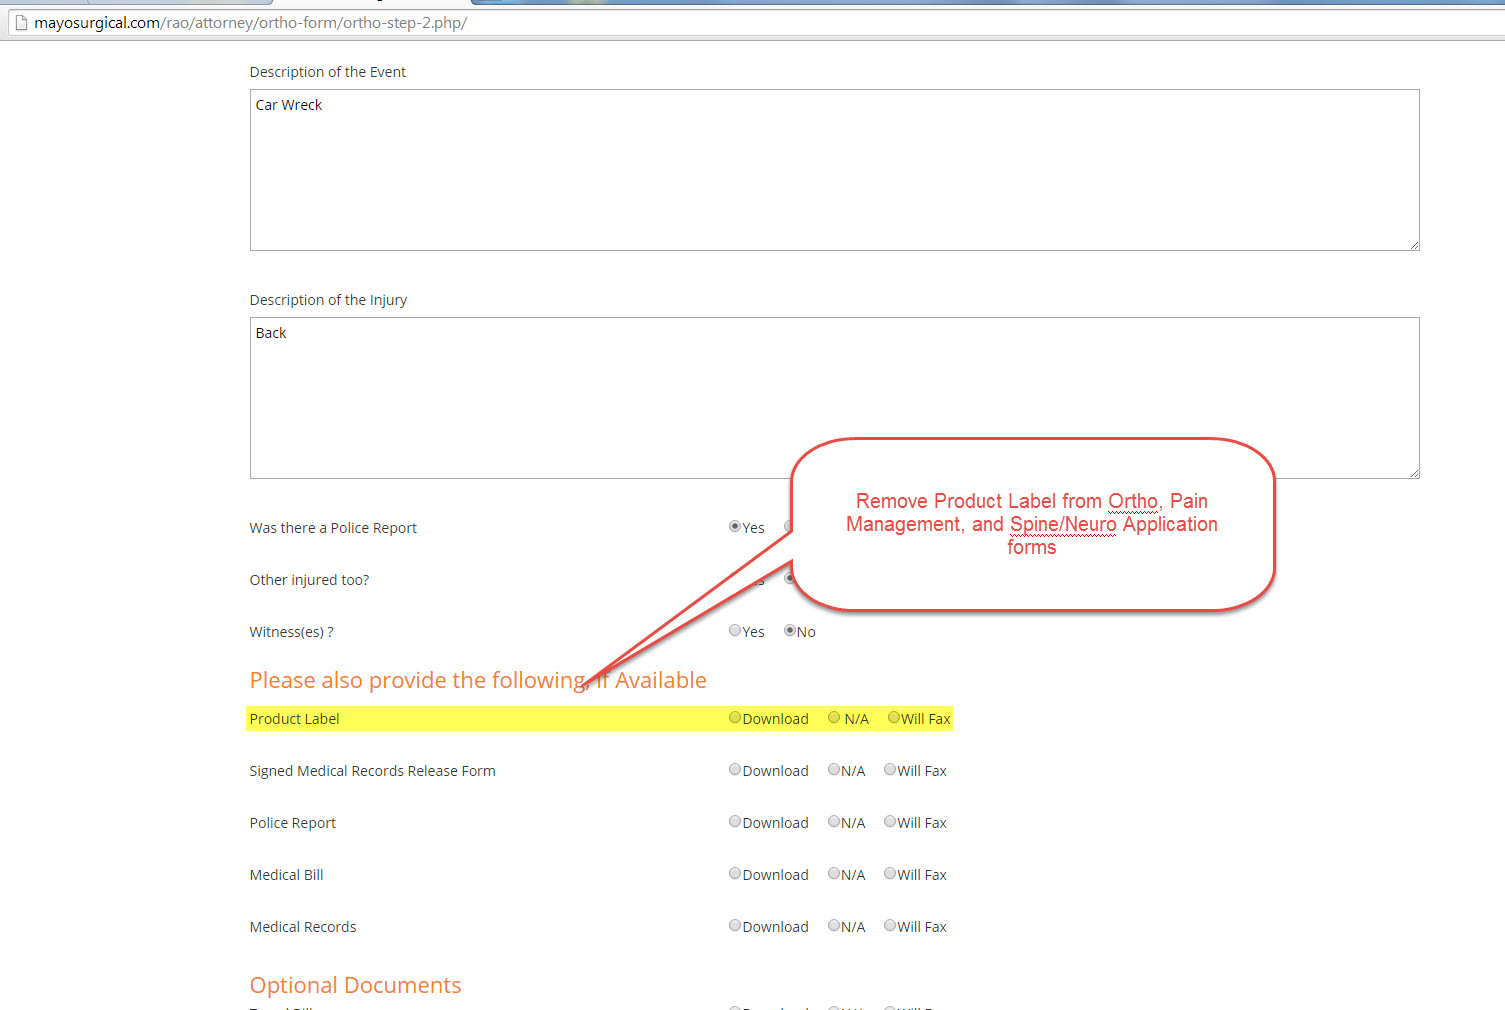 mayosurgical.com/rao/attorney/ortho-form/ortho-step-2.php/
Description of the Event
Car Wreck
Description of the Injury
Back
Remove Product Label from Ortho, Pain
Management, and Spine/Neuro Application
forms
Was there a Police Report Yes
Other injured too?
Witness(es) ? Yes No
Please also provide the following, if Available
Product Label Download N/A Will Fax
Signed Medical Records Release Form Download N/A Will Fax
Police Report Download N/A Will Fax
Medical Bill Download N/A Will Fax
Medical Records Download N/A Will Fax
Optional Documents